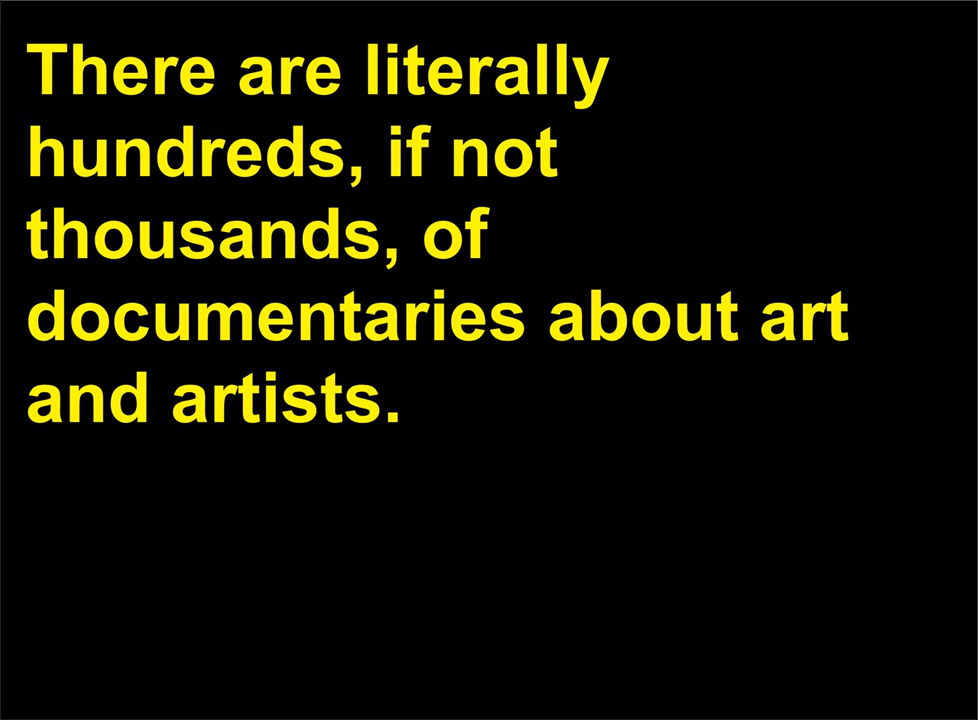 There are literally
hundreds, if not
thousands, of
documentaries about art
and artists.